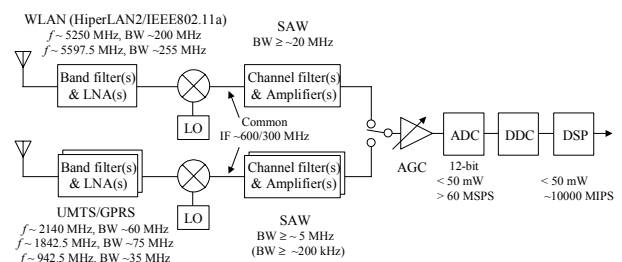 WLAN (HiperLAN2/IEEE802.11a)
f ~ 5250 MHz, BW ~200 MHz
f ~ 5597.5 MHz, BW ~255 MHz
SAW
BW ≥ ~20 MHz
Band filter(s)
& LNA(s)
Channel filter(s)
& Amplifier(s)
LO
Common
IF ~600/300 MHz
AGC
ADC
DDC
DSP
12-bit
< 50 mW
> 60 MSPS
< 50 mW
~10000 MIPS
Band filter(s)
& LNA(s)
Channel filter(s)
& Amplifier(s)
LO
UMTS/GPRS
f ~ 2140 MHz, BW ~60 MHz
f ~ 1842.5 MHz, BW ~75 MHz
f ~ 942.5 MHz, BW ~35 MHz
SAW
BW ≥ ~ 5 MHz
(BW ≥ ~200 kHz)